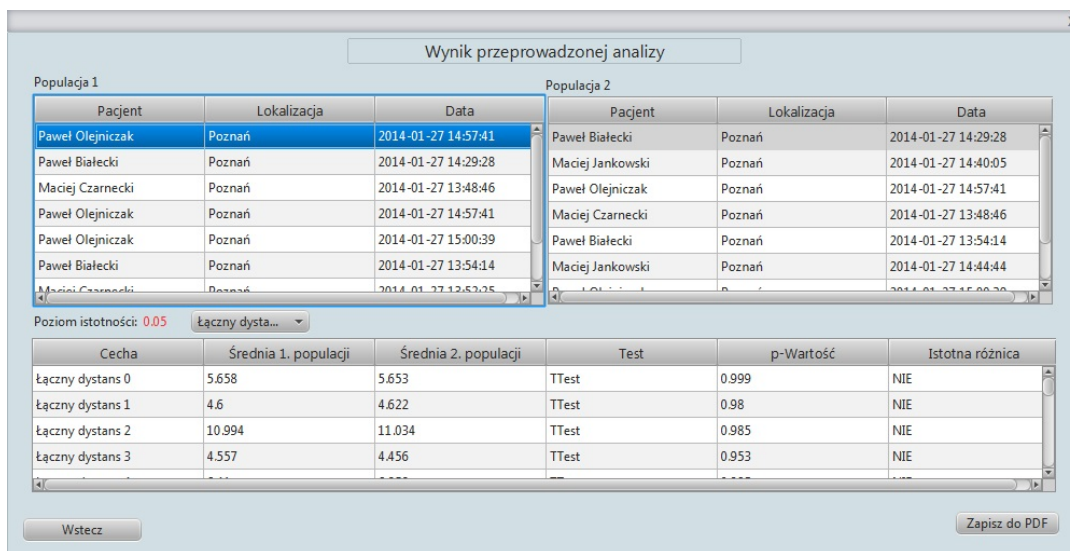 Wynik przeprowadzonej analizy
Populacja 1
Pacjent Lokalizacja Data
Paweł Olejniczak Poznań 2014-01-27 14:57:41
Paweł Białecki Poznań 2014-01-27 14:29:28
Maciej Czarnecki Poznań 2014-01-27 13:48:46
Paweł Olejniczak Poznań 2014-01-27 14:57:41
Paweł Olejniczak Poznań 2014-01-27 15:00:39
Paweł Białecki Poznań 2014-01-27 13:54:14
Maciej Czarnecki Poznań 2014-01-27 13:52:25
Populacja 2
Pacjent Lokalizacja Data
Paweł Białecki Poznań 2014-01-27 14:29:28
Maciej Jankowski Poznań 2014-01-27 14:40:05
Paweł Olejniczak Poznań 2014-01-27 14:57:41
Maciej Czarnecki Poznań 2014-01-27 13:48:46
Paweł Białecki Poznań 2014-01-27 13:54:14
Maciej Jankowski Poznań 2014-01-27 14:44:44
Poziom istotności: 0.05 Łączny dysta...
Cecha Średnia 1. populacji Średnia 2. populacji Test p-Wartość Istotna różnica
Łączny dystans 0 5.658 5.653 TTest 0.999 NIE
Łączny dystans 1 4.6 4.622 TTest 0.98 NIE
Łączny dystans 2 10.994 11.034 TTest 0.985 NIE
Łączny dystans 3 4.557 4.456 TTest 0.953 NIE
Wstecz Zapisz do PDF